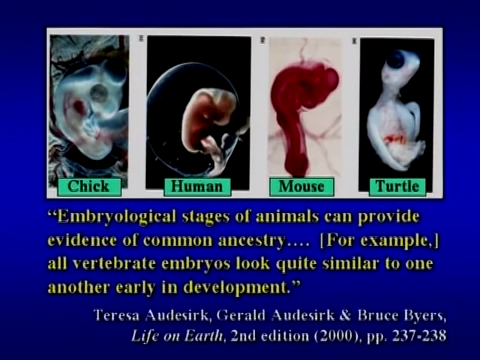 Chick Human Mouse Turtle
“Embryological stages of animals can provide
evidence of common ancestry…. [For example,]
all vertebrate embryos look quite similar to one
another early in development.”
Teresa Audesirk, Gerald Audesirk & Bruce Byers,
Life on Earth, 2nd edition (2000), pp. 237-238